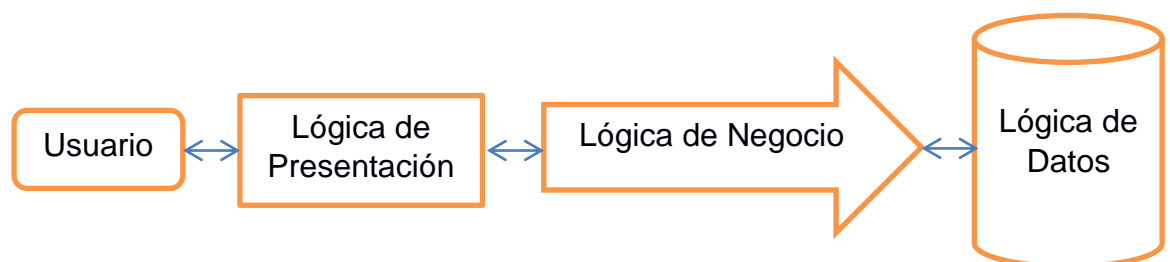 Usuario
Lógica de
Presentación
Lógica de Negocio
Lógica de
Datos